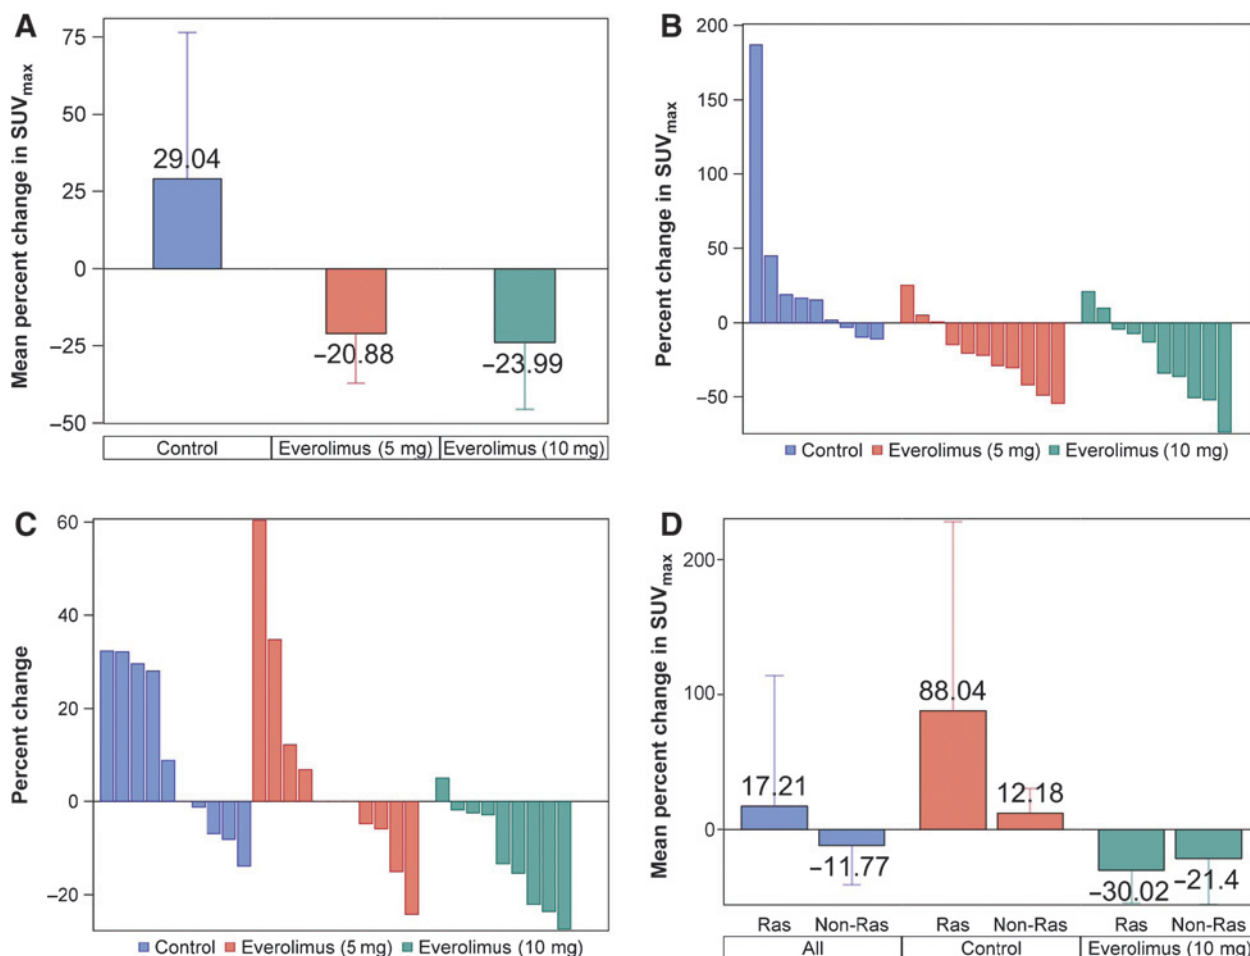 A
Mean percent change in SUVmax
75
50
25
0
−25
−50
29.04
−20.88
−23.99
Control Everolimus (5 mg) Everolimus (10 mg)
B
Percent change in SUVmax
200
150
100
50
0
−50
Control Everolimus (5 mg) Everolimus (10 mg)
C
Percent change
60
40
20
0
−20
Control Everolimus (5 mg) Everolimus (10 mg)
D
Mean percent change in SUVmax
200
100
0
17.21
−11.77
88.04
12.18
−30.02
−21.4
Ras Non-Ras Ras Non-Ras Ras Non-Ras
All Control Everolimus (10 mg)